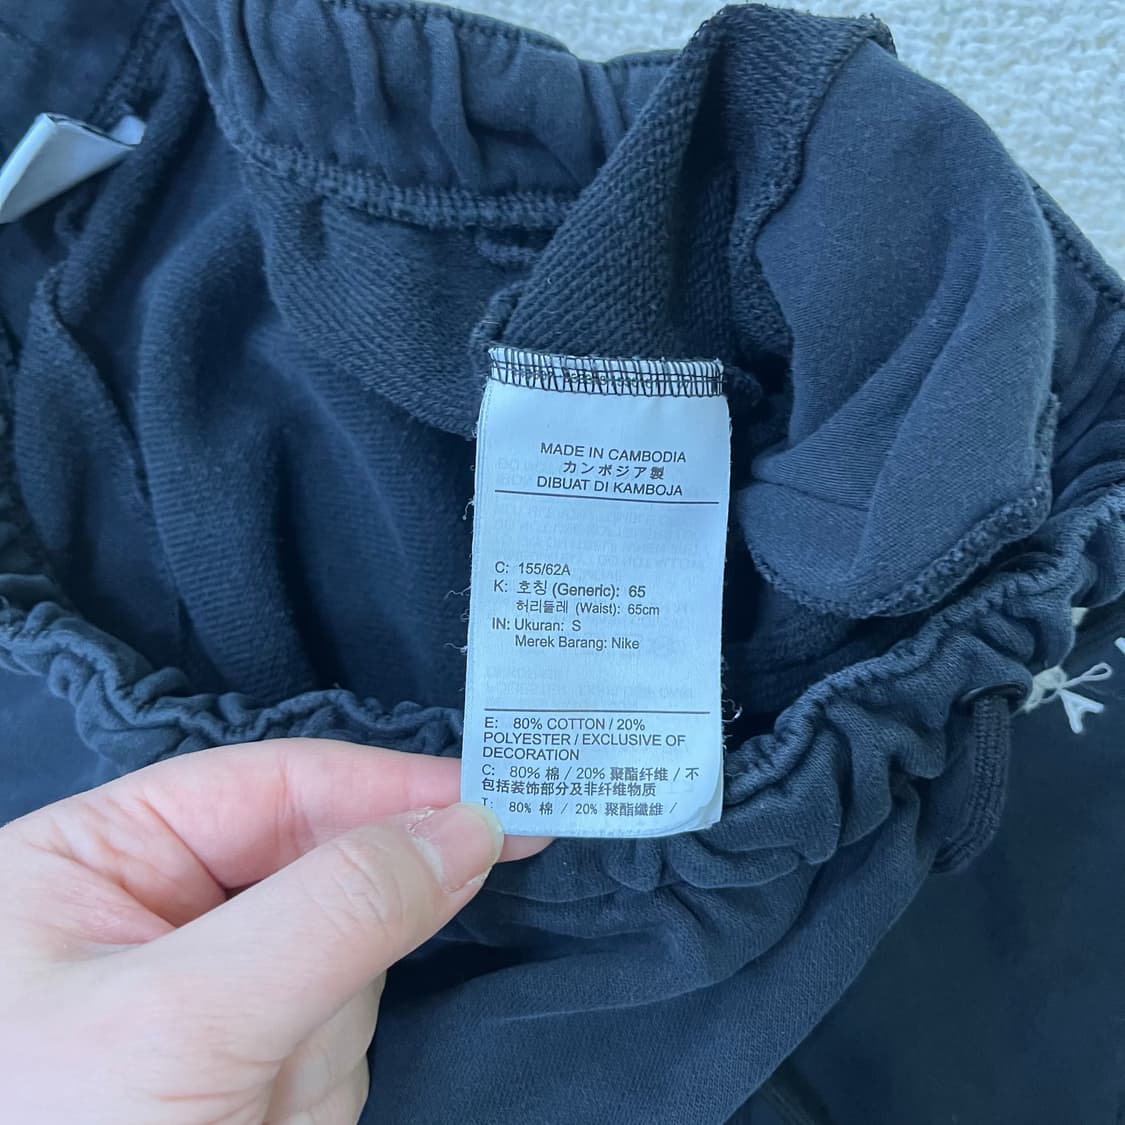 MADE IN CAMBODIA
カンボジア製
DIBUAT DI KAMBOJA
C: 155/62A
K: 호칭 (Generic): 65
허리둘레 (Waist): 65cm
IN: Ukuran: S
Merek Barang: Nike
E: 80% COTTON / 20%
POLYESTER / EXCLUSIVE OF
DECORATION
C: 80% 棉 / 20% 聚酯纤维 / 不
包括装饰部分及非纤维物质
T: 80% 棉 / 20% 聚酯纖維 /